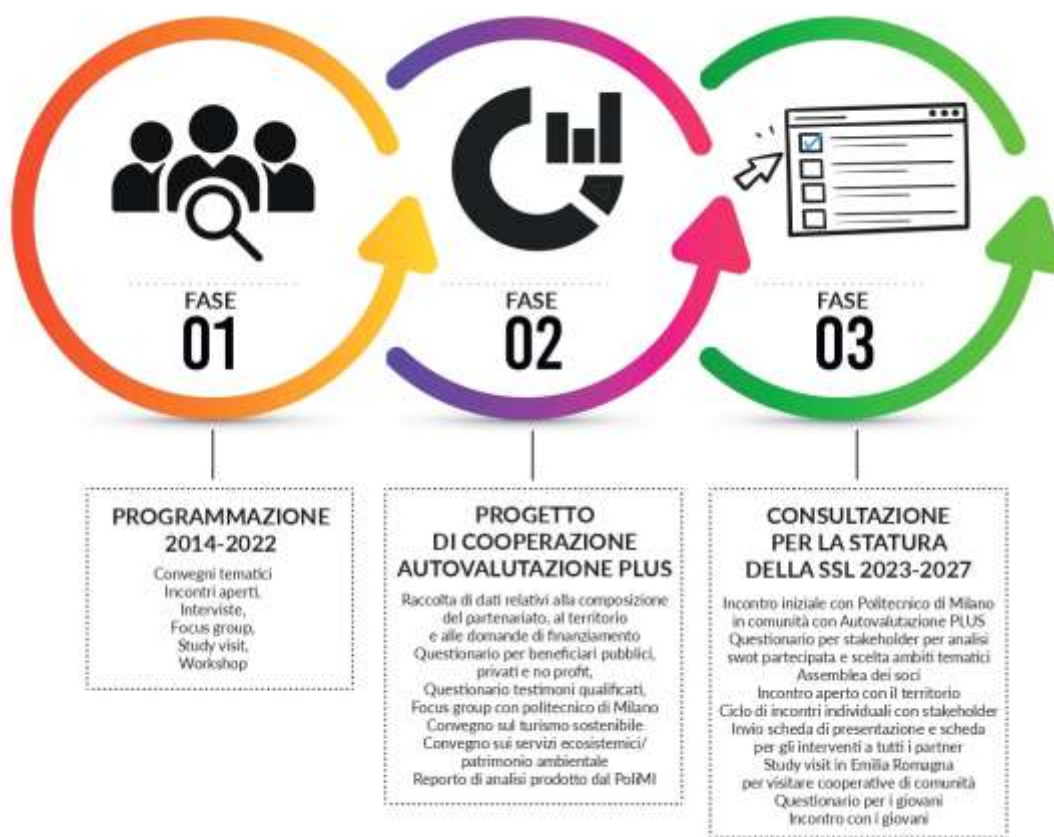 FASE
01
FASE
02
FASE
03
PROGRAMMAZIONE
2014-2022
Convegni tematici
Incontri aperti,
Interviste,
Focus group,
Study visit,
Workshop
PROGETTO
DI COOPERAZIONE
AUTOVALUTAZIONE PLUS
Raccolta di dati relativi alla composizione
del partenariato, al territorio
e alle domande di finanziamento
Questionario per beneficiari pubblici,
privati e no profit,
Questionario testimoni qualificati,
Focus group con politecnico di Milano
Convegno sul turismo sostenibile
Convegno sui servizi ecosistemici/
patrimonio ambientale
Reporto di analisi prodotto dal PoliMI
CONSULTAZIONE
PER LA STATURA
DELLA SSL 2023-2027
Incontro iniziale con Politecnico di Milano
in comunità con Autovalutazione PLUS
Questionario per stakeholder per analisi
swot partecipata e scelta ambiti tematici
Assemblea dei soci
Incontro aperto con il territorio
Ciclo di incontri individuali con stakeholder
Invio scheda di presentazione e scheda
per gli interventi a tutti i partner
Study visit in Emilia Romagna
per visitare cooperative di comunità
Questionario per i giovani
Incontro con i giovani